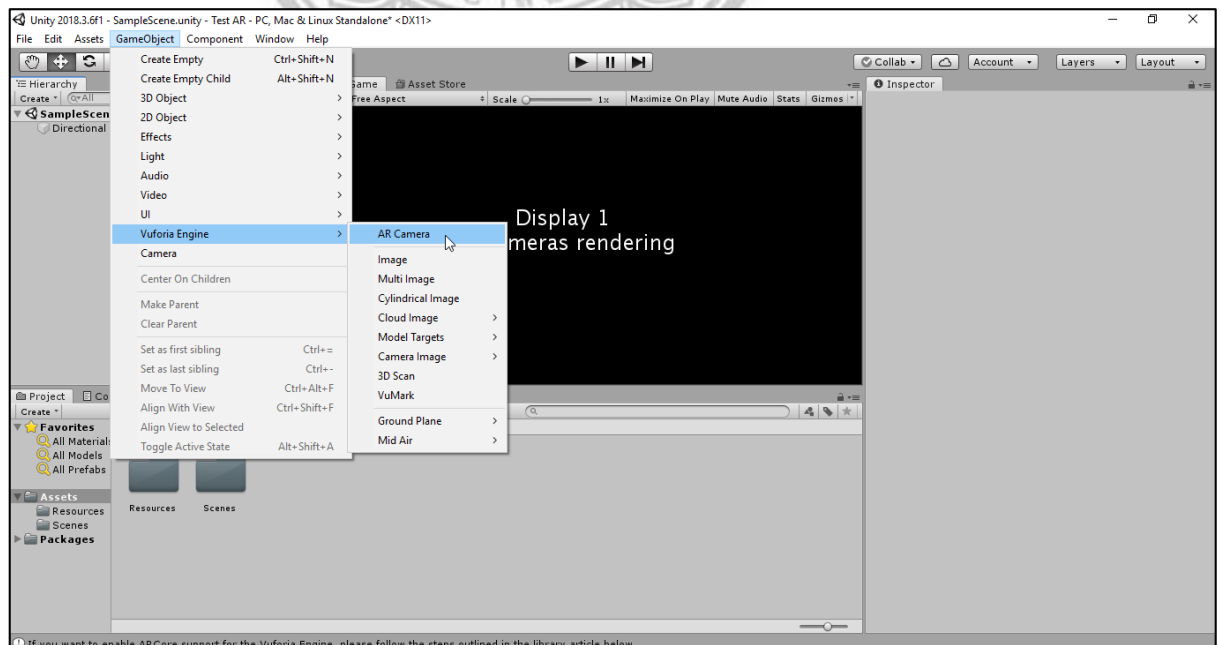 Unity 2018.3.6f1 - SampleScene.unity - Test AR - PC, Mac & Linux Standalone* <DX11>
File Edit Assets GameObject Component Window Help
Collab Account Layers Layout
Hierarchy
Create All
SampleScen
Directional
Create Empty Ctrl+Shift+N
Create Empty Child Alt+Shift+N
3D Object
2D Object
Effects
Light
Audio
Video
UI
Vuforia Engine
Camera
Center On Children
Make Parent
Clear Parent
Set as first sibling Ctrl+=
Set as last sibling Ctrl+-
Move To View Ctrl+Alt+F
Align With View Ctrl+Shift+F
Align View to Selected
Toggle Active State Alt+Shift+A
AR Camera
Image
Multi Image
Cylindrical Image
Cloud Image
Model Targets
Camera Image
3D Scan
VuMark
Ground Plane
Mid Air
Game Asset Store
Free Aspect Scale 1x Maximize On Play Mute Audio Stats Gizmos
Display 1
meras rendering
Inspector
Project Co
Create
Favorites
All Materials
All Models
All Prefabs
Assets
Resources
Scenes
Packages
Resources Scenes
If you want to enable ARCore support for the Vuforia Engine, please follow the steps outlined in the library article below